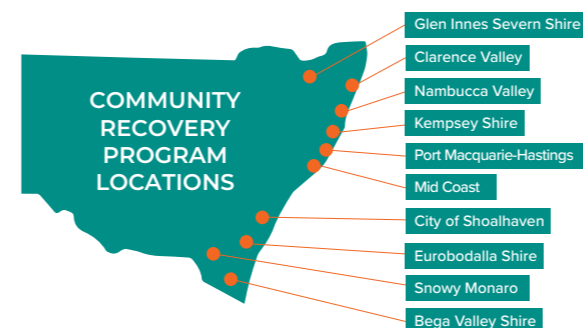 COMMUNITY
RECOVERY
PROGRAM
LOCATIONS
Glen Innes Severn Shire
Clarence Valley
Nambucca Valley
Kempsey Shire
Port Macquarie-Hastings
Mid Coast
City of Shoalhaven
Eurobodalla Shire
Snowy Monaro
Bega Valley Shire